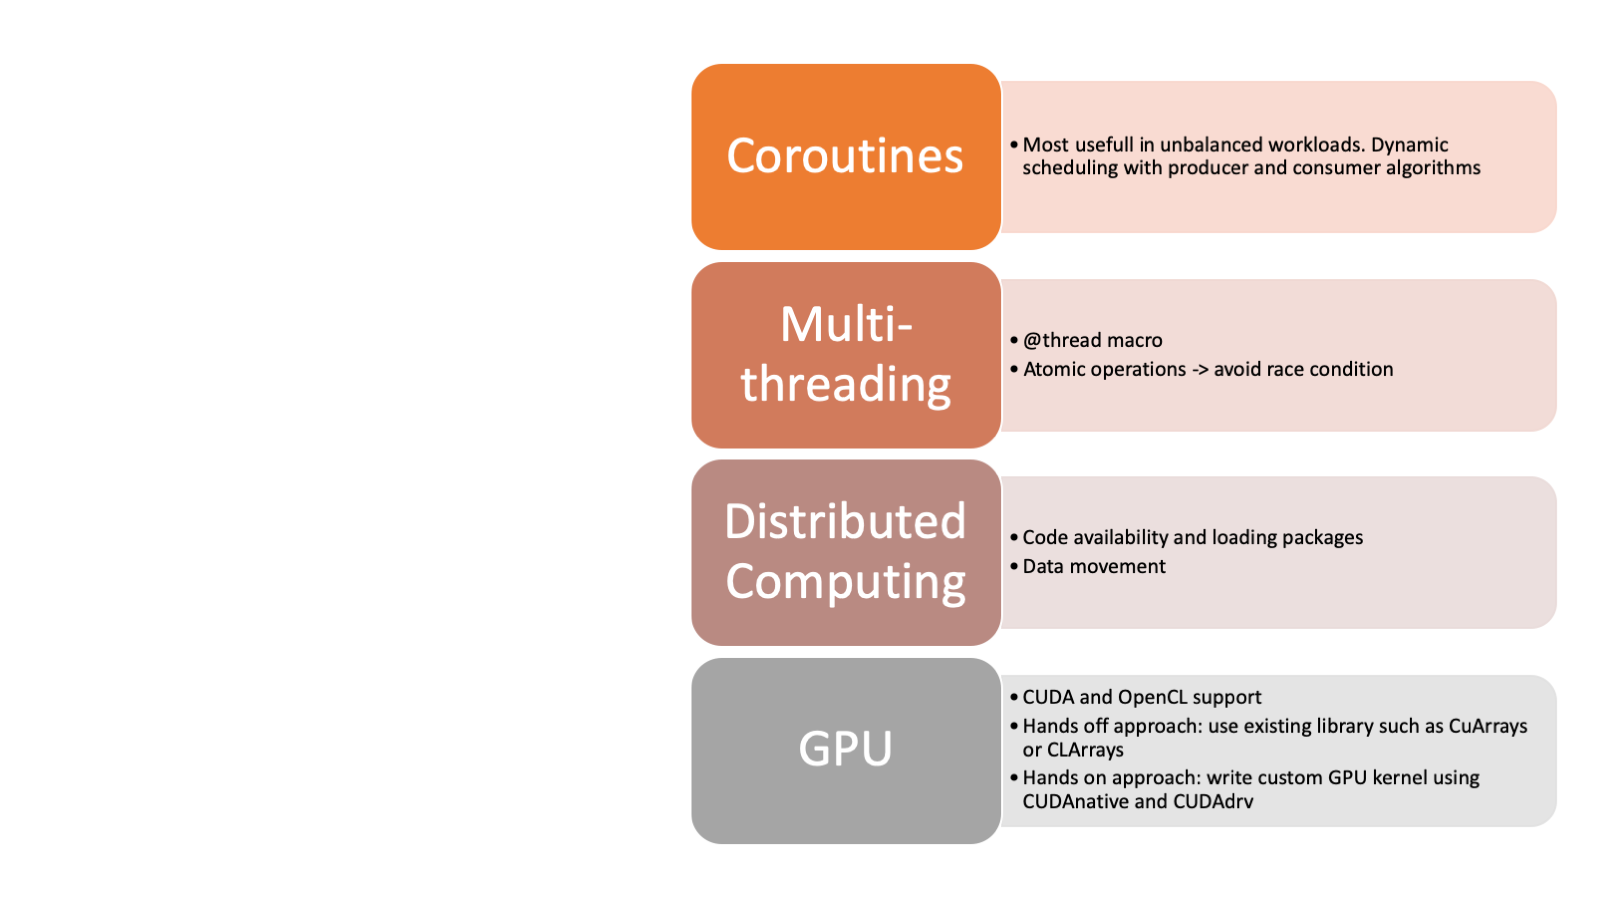 Coroutines
• Most usefull in unbalanced workloads. Dynamic
scheduling with producer and consumer algorithms
Multi-
threading
• @thread macro
• Atomic operations -> avoid race condition
Distributed
Computing
• Code availability and loading packages
• Data movement
GPU
• CUDA and OpenCL support
• Hands off approach: use existing library such as CuArrays
or CLArrays
• Hands on approach: write custom GPU kernel using
CUDAnative and CUDAdrv